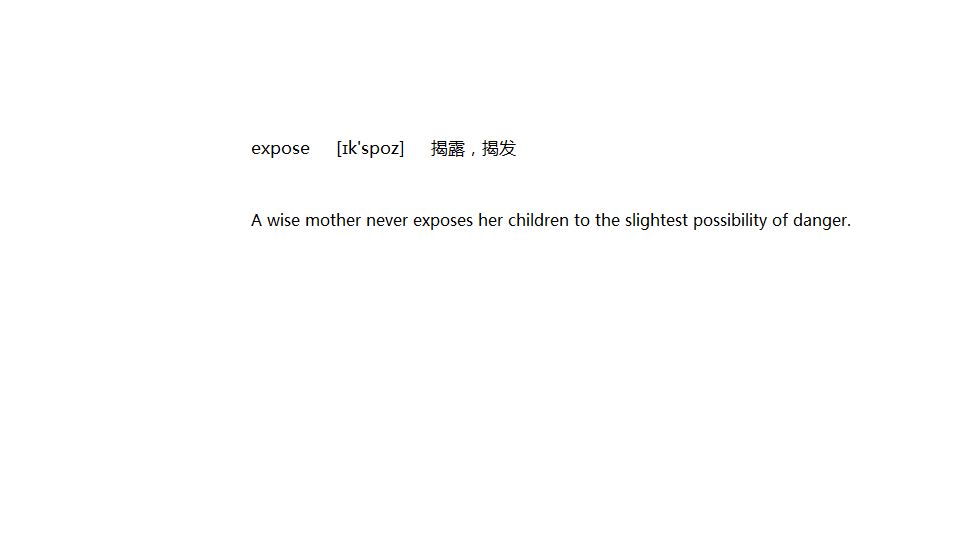 expose [ɪk'spoz] 揭露，揭发
A wise mother never exposes her children to the slightest possibility of danger.